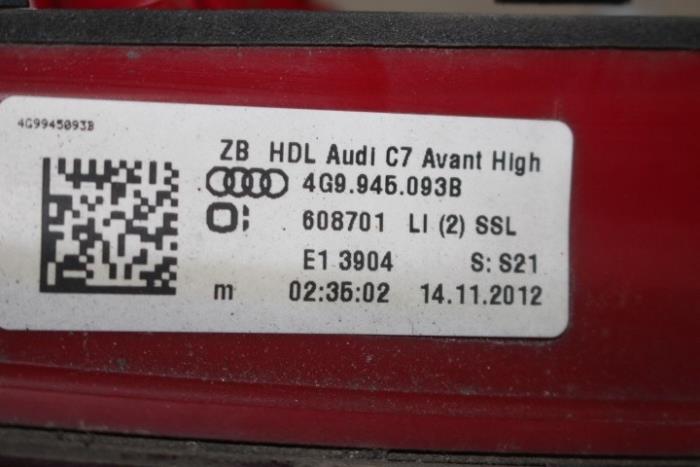 4G9945093B
ZB HDL Audi C7 Avant High
4G9.945.093B
608701 LI (2) SSL
E1 3904 S: S21
m 02:35:02 14.11.2012